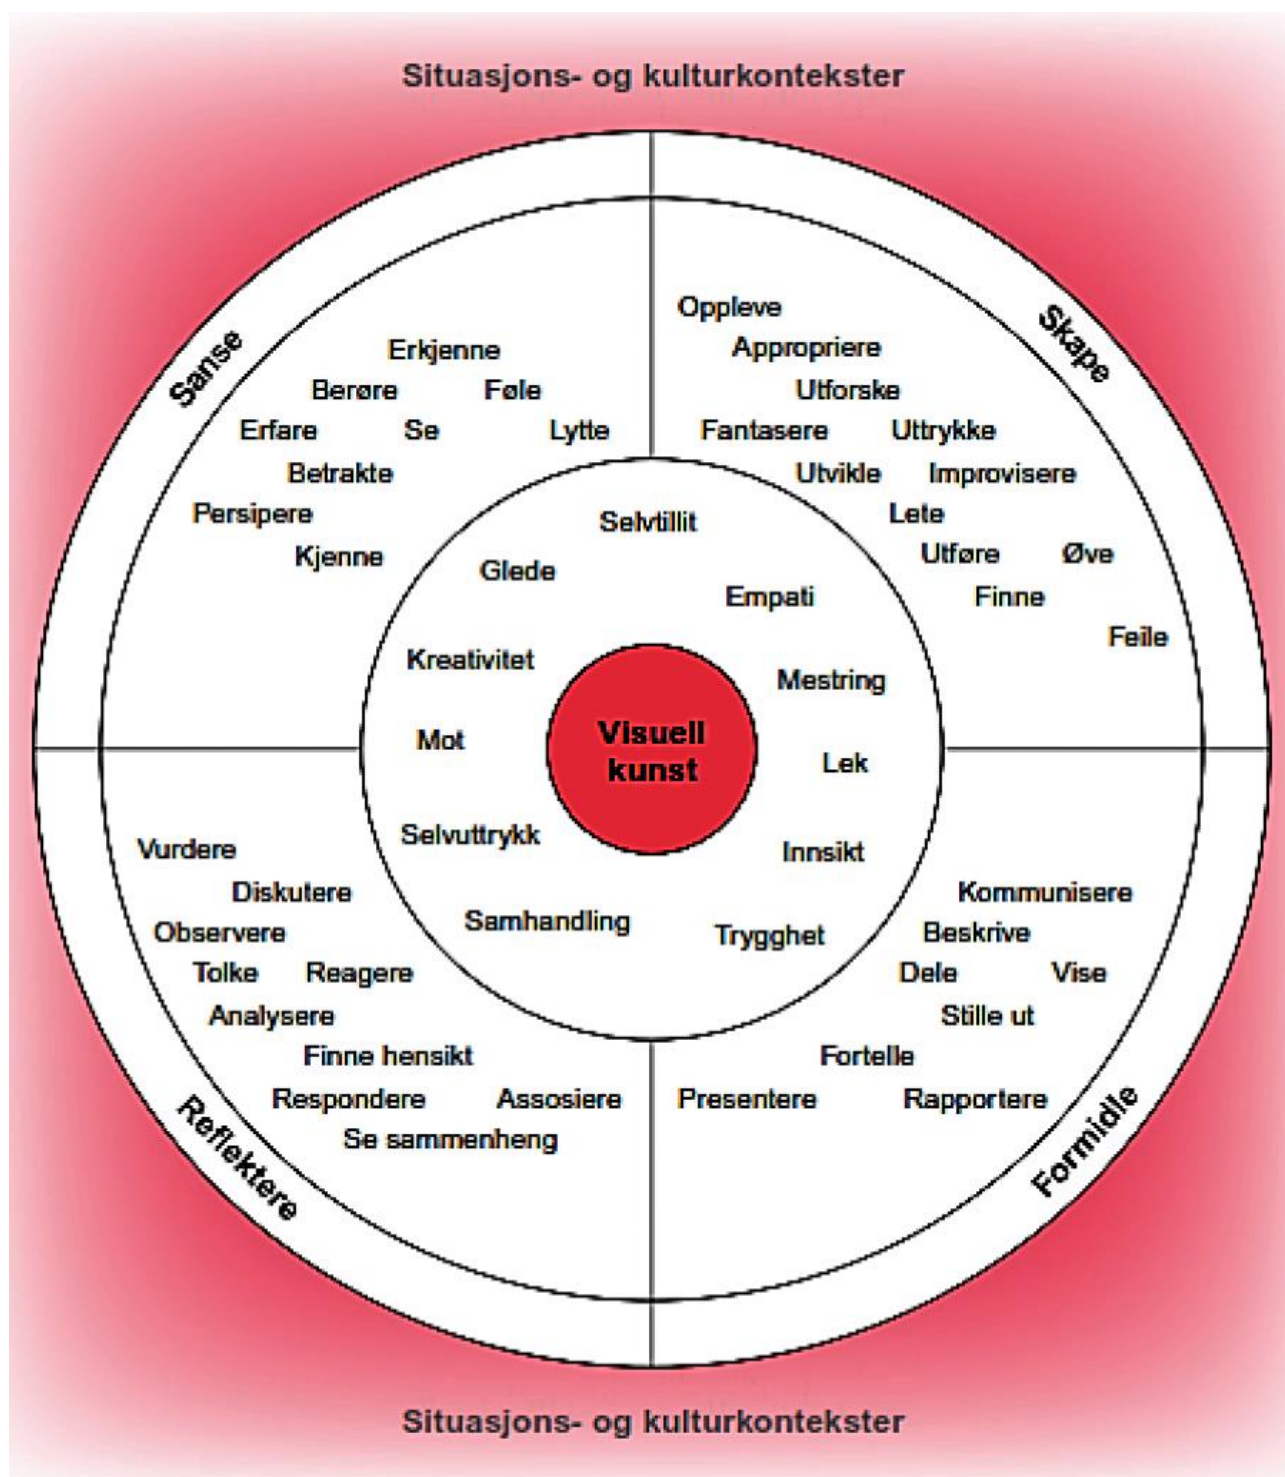 Situasjons- og kulturkontekster
Sanse
Erkjenne
Berøre Føle
Erfare Se Lytte
Betrakte
Persipere
Kjenne
Skape
Oppleve
Appropriere
Utforske
Fantasere Uttrykke
Utvikle Improvisere
Lete
Utføre Øve
Finne
Feile
Selvtillit
Glede
Empati
Kreativitet
Mestring
Mot
Visuell
kunst
Lek
Selvuttrykk
Innsikt
Samhandling
Trygghet
Vurdere
Diskutere
Observere
Tolke Reagere
Analysere
Finne hensikt
Respondere Assosiere
Se sammenheng
Reflektere
Kommunisere
Beskrive
Dele Vise
Stille ut
Fortelle
Presentere Rapportere
Formidle
Situasjons- og kulturkontekster